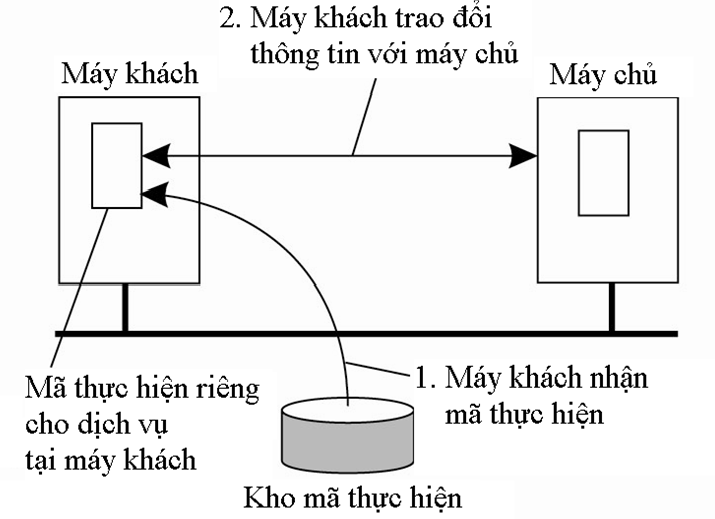 2. Máy khách trao đổi
thông tin với máy chủ
Máy khách
Máy chủ
Mã thực hiện riêng
cho dịch vụ
tại máy khách
1. Máy khách nhận
mã thực hiện
Kho mã thực hiện